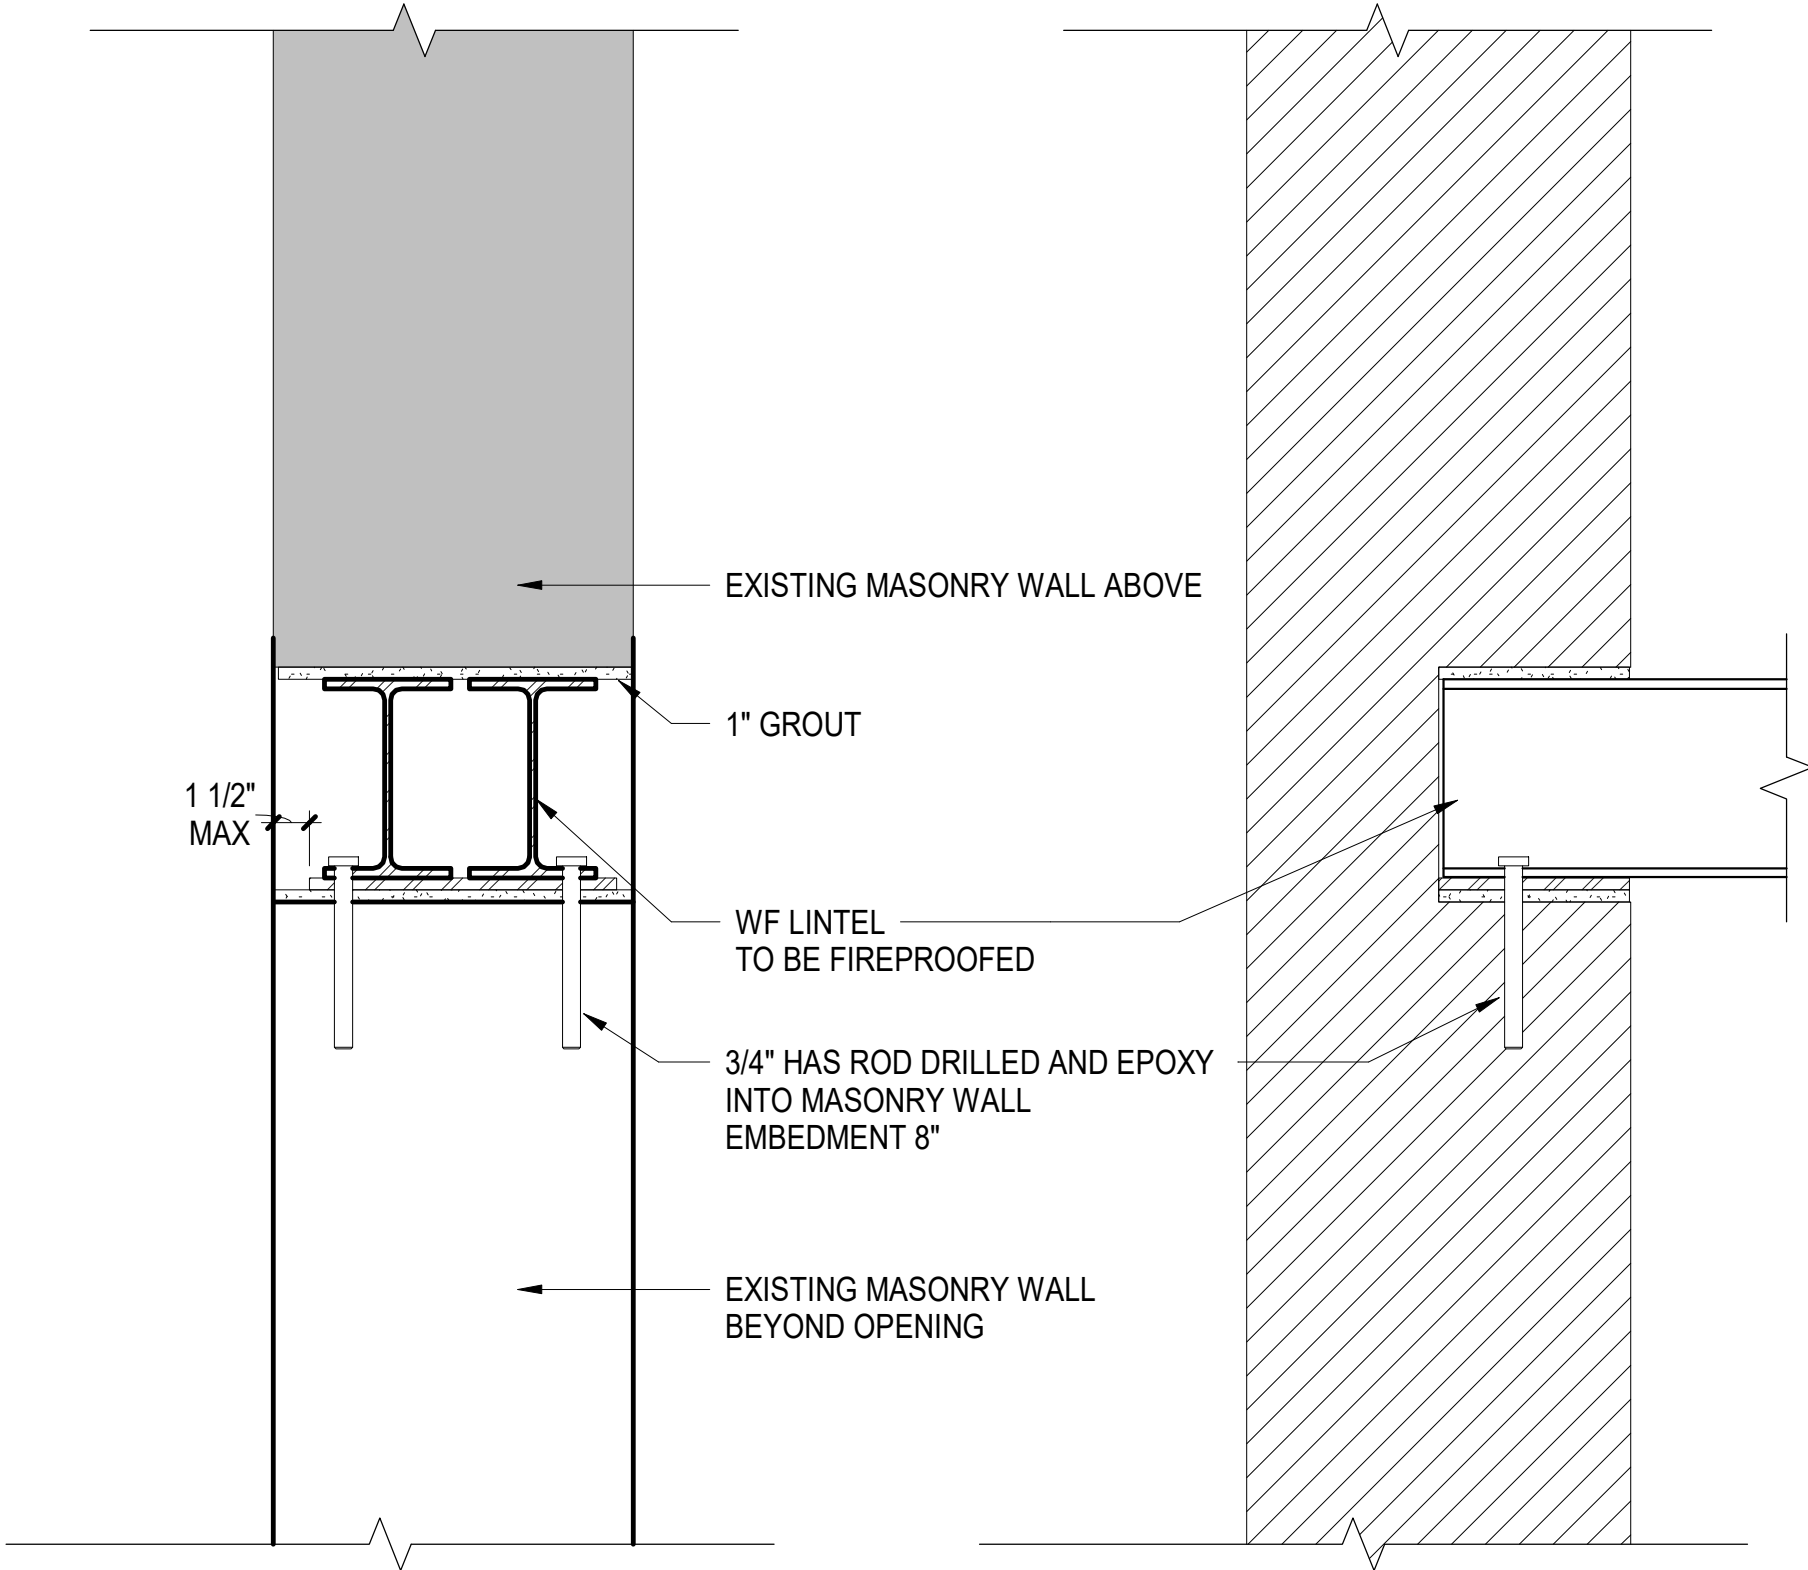 EXISTING MASONRY WALL ABOVE
1" GROUT
1 1/2"
MAX
WF LINTEL
TO BE FIREPROOFED
3/4" HAS ROD DRILLED AND EPOXY
INTO MASONRY WALL
EMBEDMENT 8"
EXISTING MASONRY WALL
BEYOND OPENING